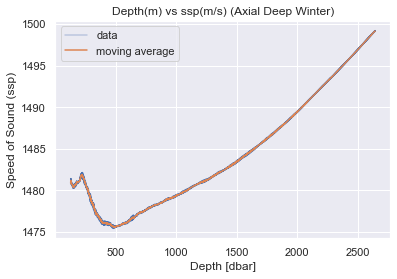 Depth(m) vs ssp(m/s) (Axial Deep Winter)
data
moving average
Speed of Sound (ssp)
1500
1495
1490
1485
1480
1475
500 1000 1500 2000 2500
Depth [dbar]